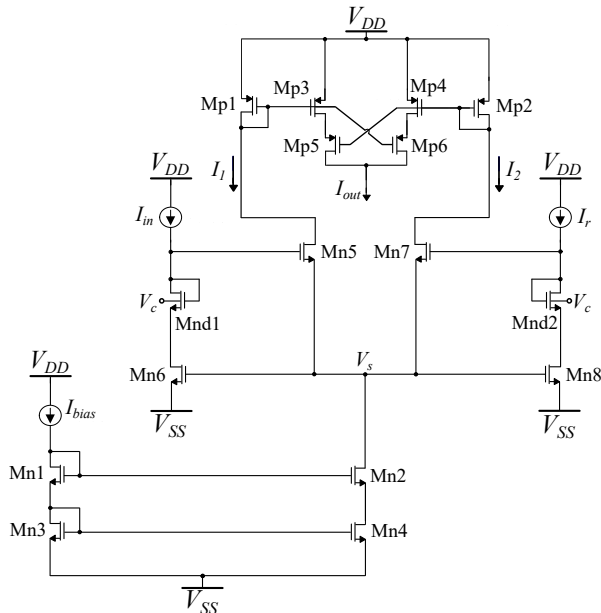 V_DD
Mp3
Mp4
Mp1
Mp2
Mp5
Mp6
I_1
I_out
I_2
V_DD
V_DD
I_in
I_r
Mn5
Mn7
V_c
V_c
Mnd1
Mnd2
V_s
Mn6
Mn8
V_DD
V_SS
V_SS
I_bias
Mn1
Mn2
Mn3
Mn4
V_SS